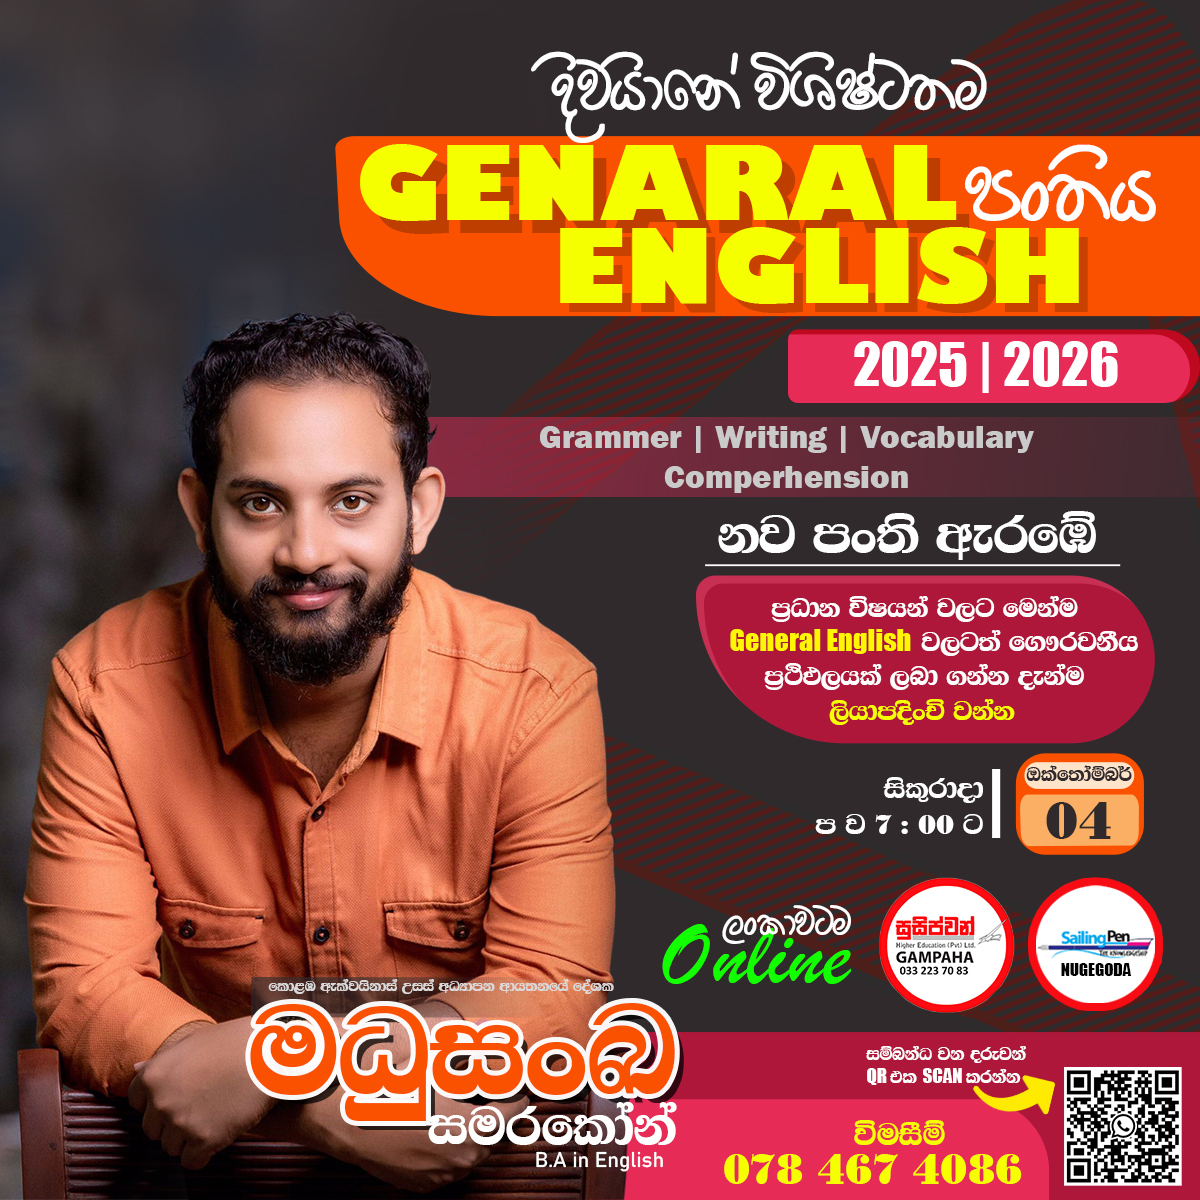 දිවයිනේ විශිෂ්ටතම
GENARAL පංතිය
ENGLISH
2025 | 2026
Grammer | Writing | Vocabulary
Comperhension
නව පංති ඇරඹේ
ප්‍රධාන විෂයන් වලට මෙන්ම
General English වලටත් ගෞරවනීය
ප්‍රථිඵලයක් ලබා ගන්න දැන්ම
ලියාපදිංචි වන්න
සිකුරාදා
ප ව 7 : 00 ට
ඔක්තෝම්බර්
04
ලංකාවටම
Online
සුසිප්වන්
Higher Education (Pvt) Ltd.
GAMPAHA
033 223 70 83
Sailing Pen
NUGEGODA
කොළඹ ඇක්වයිනාස් උසස් අධ්‍යාපන ආයතනයේ දේශක
මධුසංඛ
සමරකෝන්
B.A in English
සම්බන්ධ වන දරුවන්
QR එක SCAN කරන්න
විමසීම්
078 467 4086